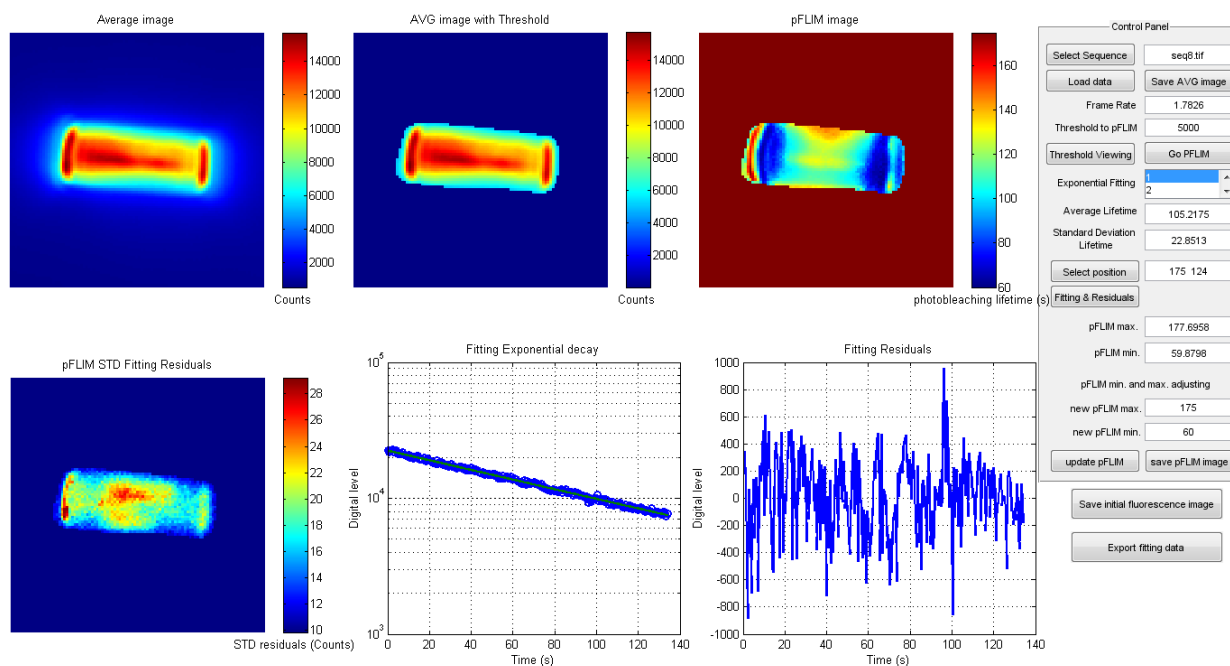 Average image
14000
12000
10000
8000
6000
4000
2000
Counts
AVG image with Threshold
14000
12000
10000
8000
6000
4000
2000
Counts
pFLIM image
160
140
120
100
80
60
photobleaching lifetime (s)
pFLIM STD Fitting Residuals
28
26
24
22
20
18
16
14
12
10
STD residuals (Counts)
Fitting Exponential decay
Digital level
10^5
10^4
10^3
0 20 40 60 80 100 120 140
Time (s)
Fitting Residuals
Digital level
1000
800
600
400
200
0
-200
-400
-600
-800
-1000
0 20 40 60 80 100 120 140
Time (s)
Control Panel
Select Sequence seq8.tif
Load data Save AVG image
Frame Rate 1.7826
Threshold to pFLIM 5000
Threshold Viewing Go PFLIM
Exponential Fitting 1
2
Average Lifetime 105.2175
Standard Deviation
Lifetime 22.8513
Select position 175 124
Fitting & Residuals
pFLIM max. 177.6958
pFLIM min. 59.8798
pFLIM min. and max. adjusting
new pFLIM max. 175
new pFLIM min. 60
update pFLIM save pFLIM image
Save initial fluorescence image
Export fitting data